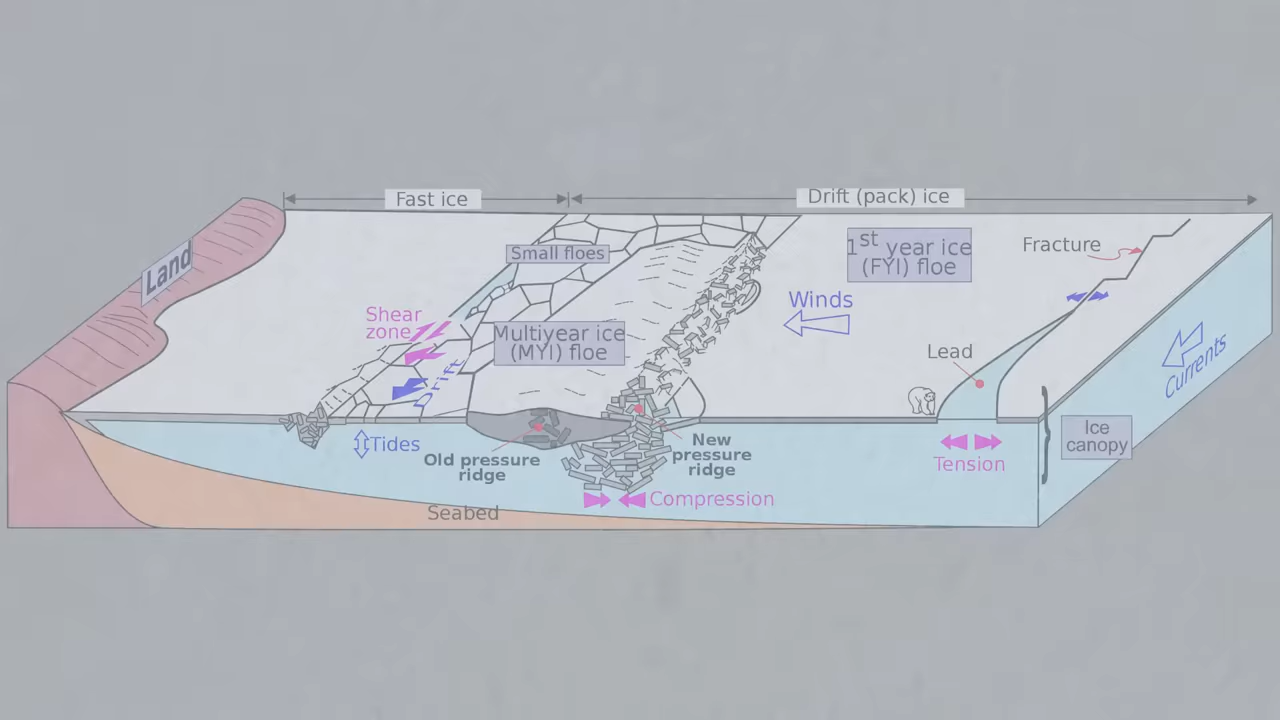 Fast ice
Drift (pack) ice
Land
Small floes
1st year ice
(FYI) floe
Fracture
Shear
zone
Multiyear ice
(MYI) floe
Winds
Drift
Lead
Currents
Tides
Old pressure
ridge
New
pressure
ridge
Ice
canopy
Tension
Compression
Seabed